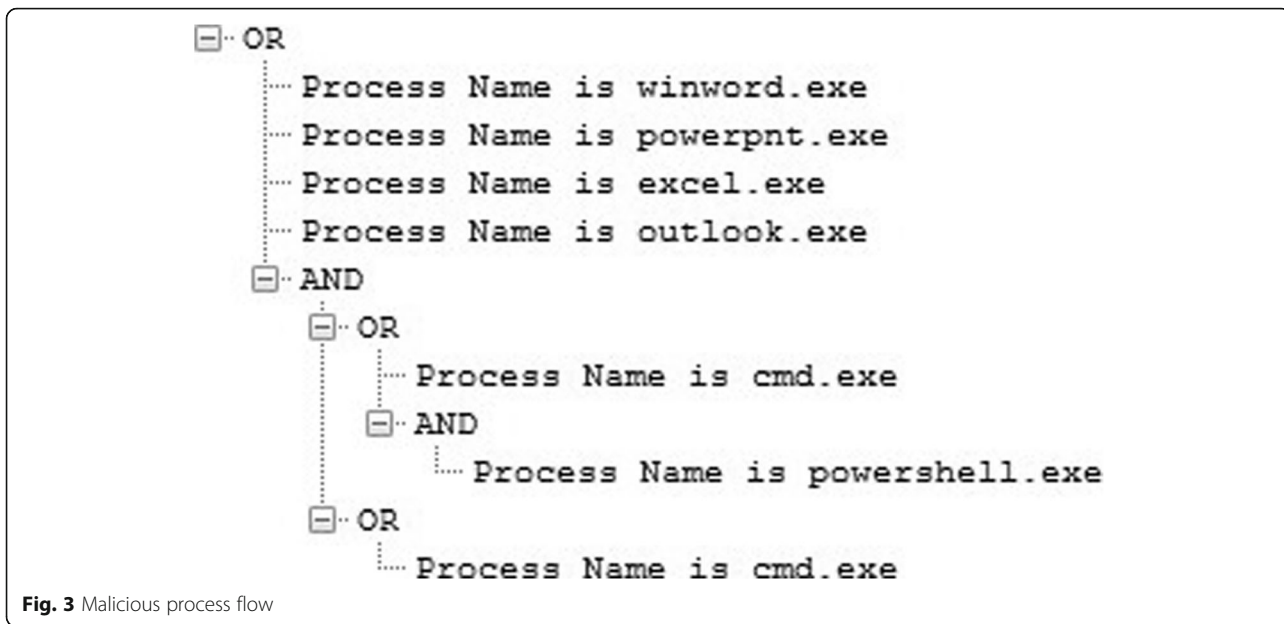 OR
Process Name is winword.exe
Process Name is powerpnt.exe
Process Name is excel.exe
Process Name is outlook.exe
AND
OR
Process Name is cmd.exe
AND
Process Name is powershell.exe
OR
Process Name is cmd.exe
Fig. 3 Malicious process flow